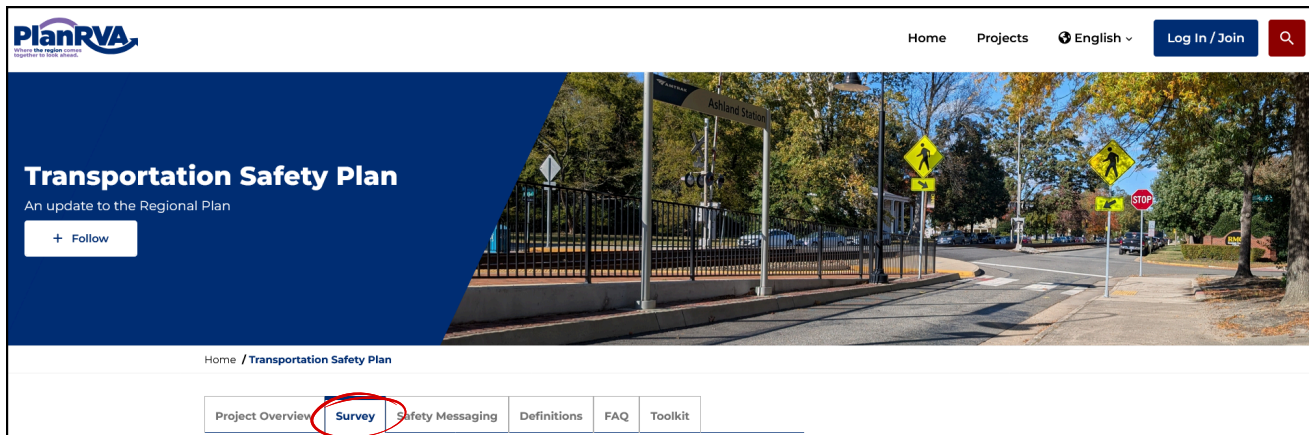 PlanRVA
Where the region comes
together to look ahead.
Home Projects English Log In / Join
AMTRAK
Ashland Station
STOP
RMC
Transportation Safety Plan
An update to the Regional Plan
+ Follow
Home / Transportation Safety Plan
Project Overview Survey Safety Messaging Definitions FAQ Toolkit